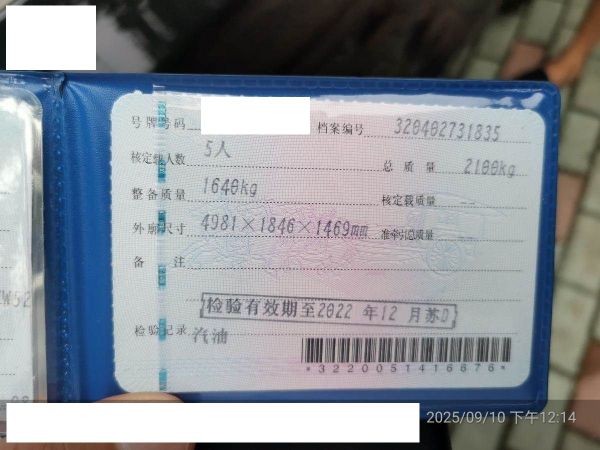 号牌号码 档案编号 320402731835
核定载人数 5人 总质量 2100kg
整备质量 1640kg 核定载质量 --
外廓尺寸 4981×1846×1469mm 准牵引总质量 --
备注
检验有效期至2022年12月苏D
检验记录 汽油
*3220051416676*
2025/09/10 下午12:14